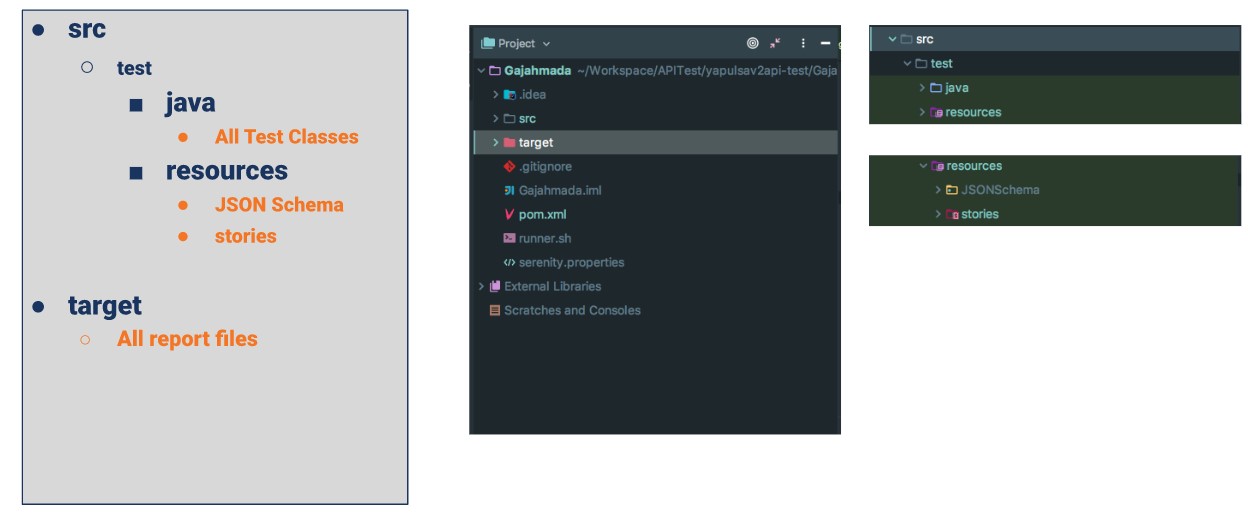 src
test
java
All Test Classes
resources
JSON Schema
stories
target
All report files
Project
Gajahmada ~/Workspace/APITest/yapulsav2api-test/Gaja
.idea
src
target
.gitignore
Gajahmada.iml
pom.xml
runner.sh
serenity.properties
External Libraries
Scratches and Consoles
src
test
java
resources
resources
JSONSchema
stories